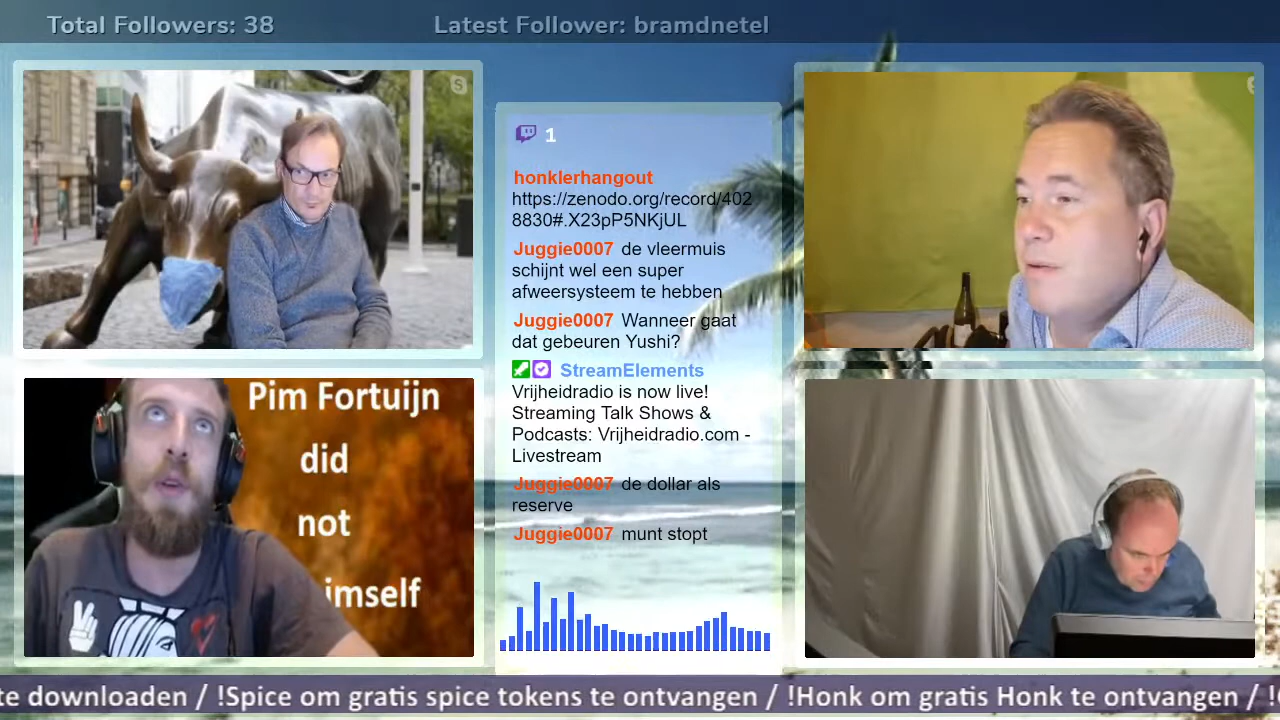 Total Followers: 38
Latest Follower: bramdnetel
1
honklerhangout
https://zenodo.org/record/402
8830#.X23pP5NKjUL
Juggie0007 de vleermuis
schijnt wel een super
afweersysteem te hebben
Juggie0007 Wanneer gaat
dat gebeuren Yushi?
StreamElements
Vrijheidradio is now live!
Streaming Talk Shows &
Podcasts: Vrijheidradio.com -
Livestream
Juggie0007 de dollar als
reserve
Juggie0007 munt stopt
Pim Fortuijn
did
not
imself
te downloaden / !Spice om gratis spice tokens te ontvangen / !Honk om gratis Honk te ontvangen / !